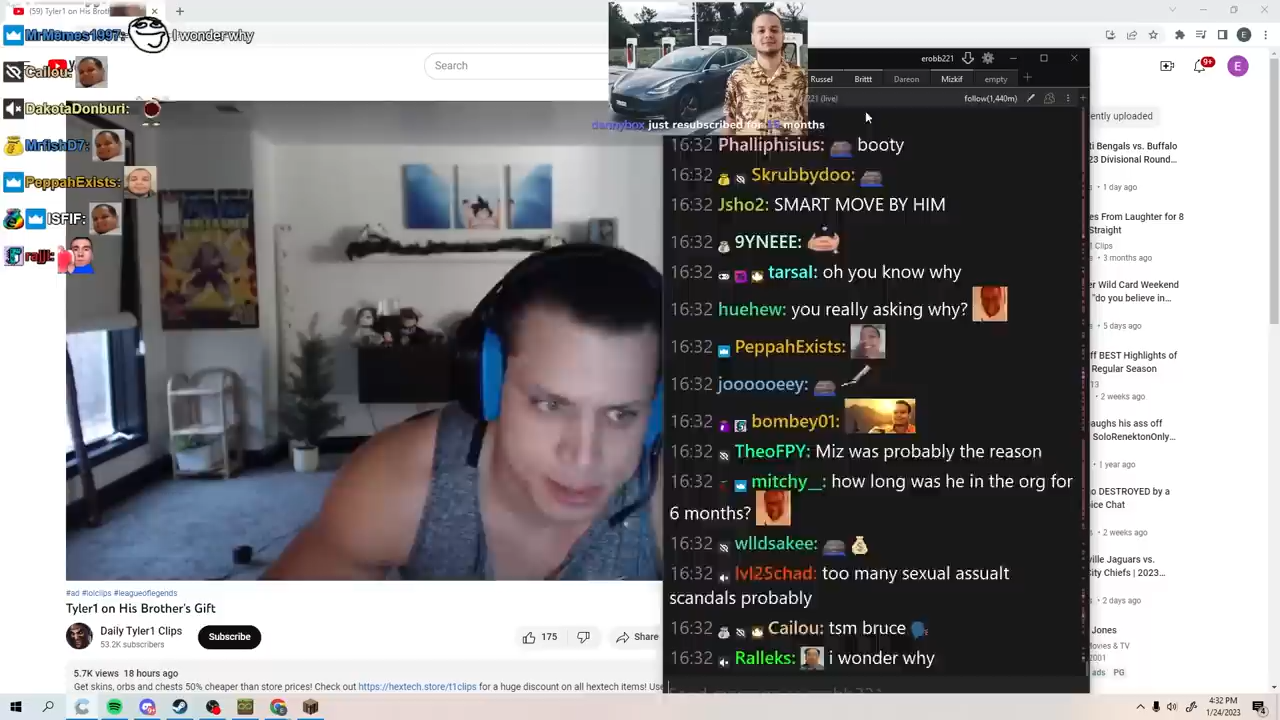 (59) Tyler1 on His Broth
MrMemes1997: I wonder why
Cailou:
DakotaDonburi:
MrfishD7:
PeppahExists:
ISFIF:
rajjt:
Search
9+
E
E
dannybox just resubscribed for months
erobb221
Russel
Brittt
Dareon
Mizkif
empty
221 (live)
follow(1,440m)
16:32 Phalliphisius: booty
16:32 Skrubbydoo:
16:32 Jsho2: SMART MOVE BY HIM
16:32 9YNEEE:
16:32 tarsal: oh you know why
16:32 huehew: you really asking why?
16:32 PeppahExists:
16:32 joooooeey:
16:32 bombey01:
16:32 TheoFPY: Miz was probably the reason
16:32 mitchy__: how long was he in the org for
6 months?
16:32 wlldsakee:
16:32 lvl25chad: too many sexual assualt
scandals probably
16:32 Cailou: tsm bruce
16:32 Ralleks: i wonder why
ently uploaded
ti Bengals vs. Buffalo
23 Divisional Round…
• 1 day ago
es From Laughter for 8
Straight
Clips
• 3 months ago
er Wild Card Weekend
"do you believe in…
• 5 days ago
ff BEST Highlights of
Regular Season
13
• 2 weeks ago
aughs his ass off
SoloRenektonOnly…
• 1 year ago
o DESTROYED by a
ice Chat
• 2 weeks ago
ville Jaguars vs.
City Chiefs | 2023…
• 2 days ago
Jones
ovies & TV
2001
ads PG
#ad #lolclips #leagueoflegends
Tyler1 on His Brother's Gift
Daily Tyler1 Clips
53.2K subscribers
Subscribe
175
Share
5.7K views 18 hours ago
Get skins, orbs and chests 50% cheaper than store prices! Check out https://hextech.store/t1clips for a huge discount on all hextech items! Use
4:32 PM
1/24/2023
4